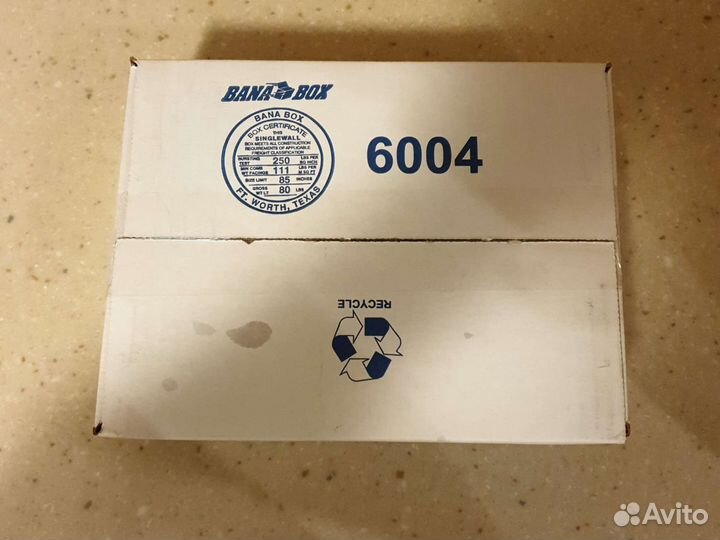 BANA BOX
BANA BOX
BOX CERTIFICATE
THIS
SINGLEWALL
BOX MEETS ALL CONSTRUCTION
REQUIREMENTS OF APPLICABLE
FREIGHT CLASSIFICATION
BURSTING TEST 250 LBS PER SQ INCH
MIN COMB WT FACINGS 111 LBS PER M SQ FT
SIZE LIMIT 85 INCHES
GROSS WT LT 80 LBS
FT. WORTH, TEXAS
6004
RECYCLE
Avito